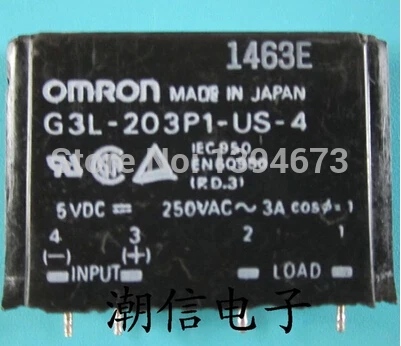 1463E
OMRON MADE IN JAPAN
G3L-203P1-US-4
IEC950
EN60950
(P.D.3)
5VDC ⎓ 250VAC～3A cosφ=1
4 3 2 1
(-) (+)
INPUT LOAD
潮信电子